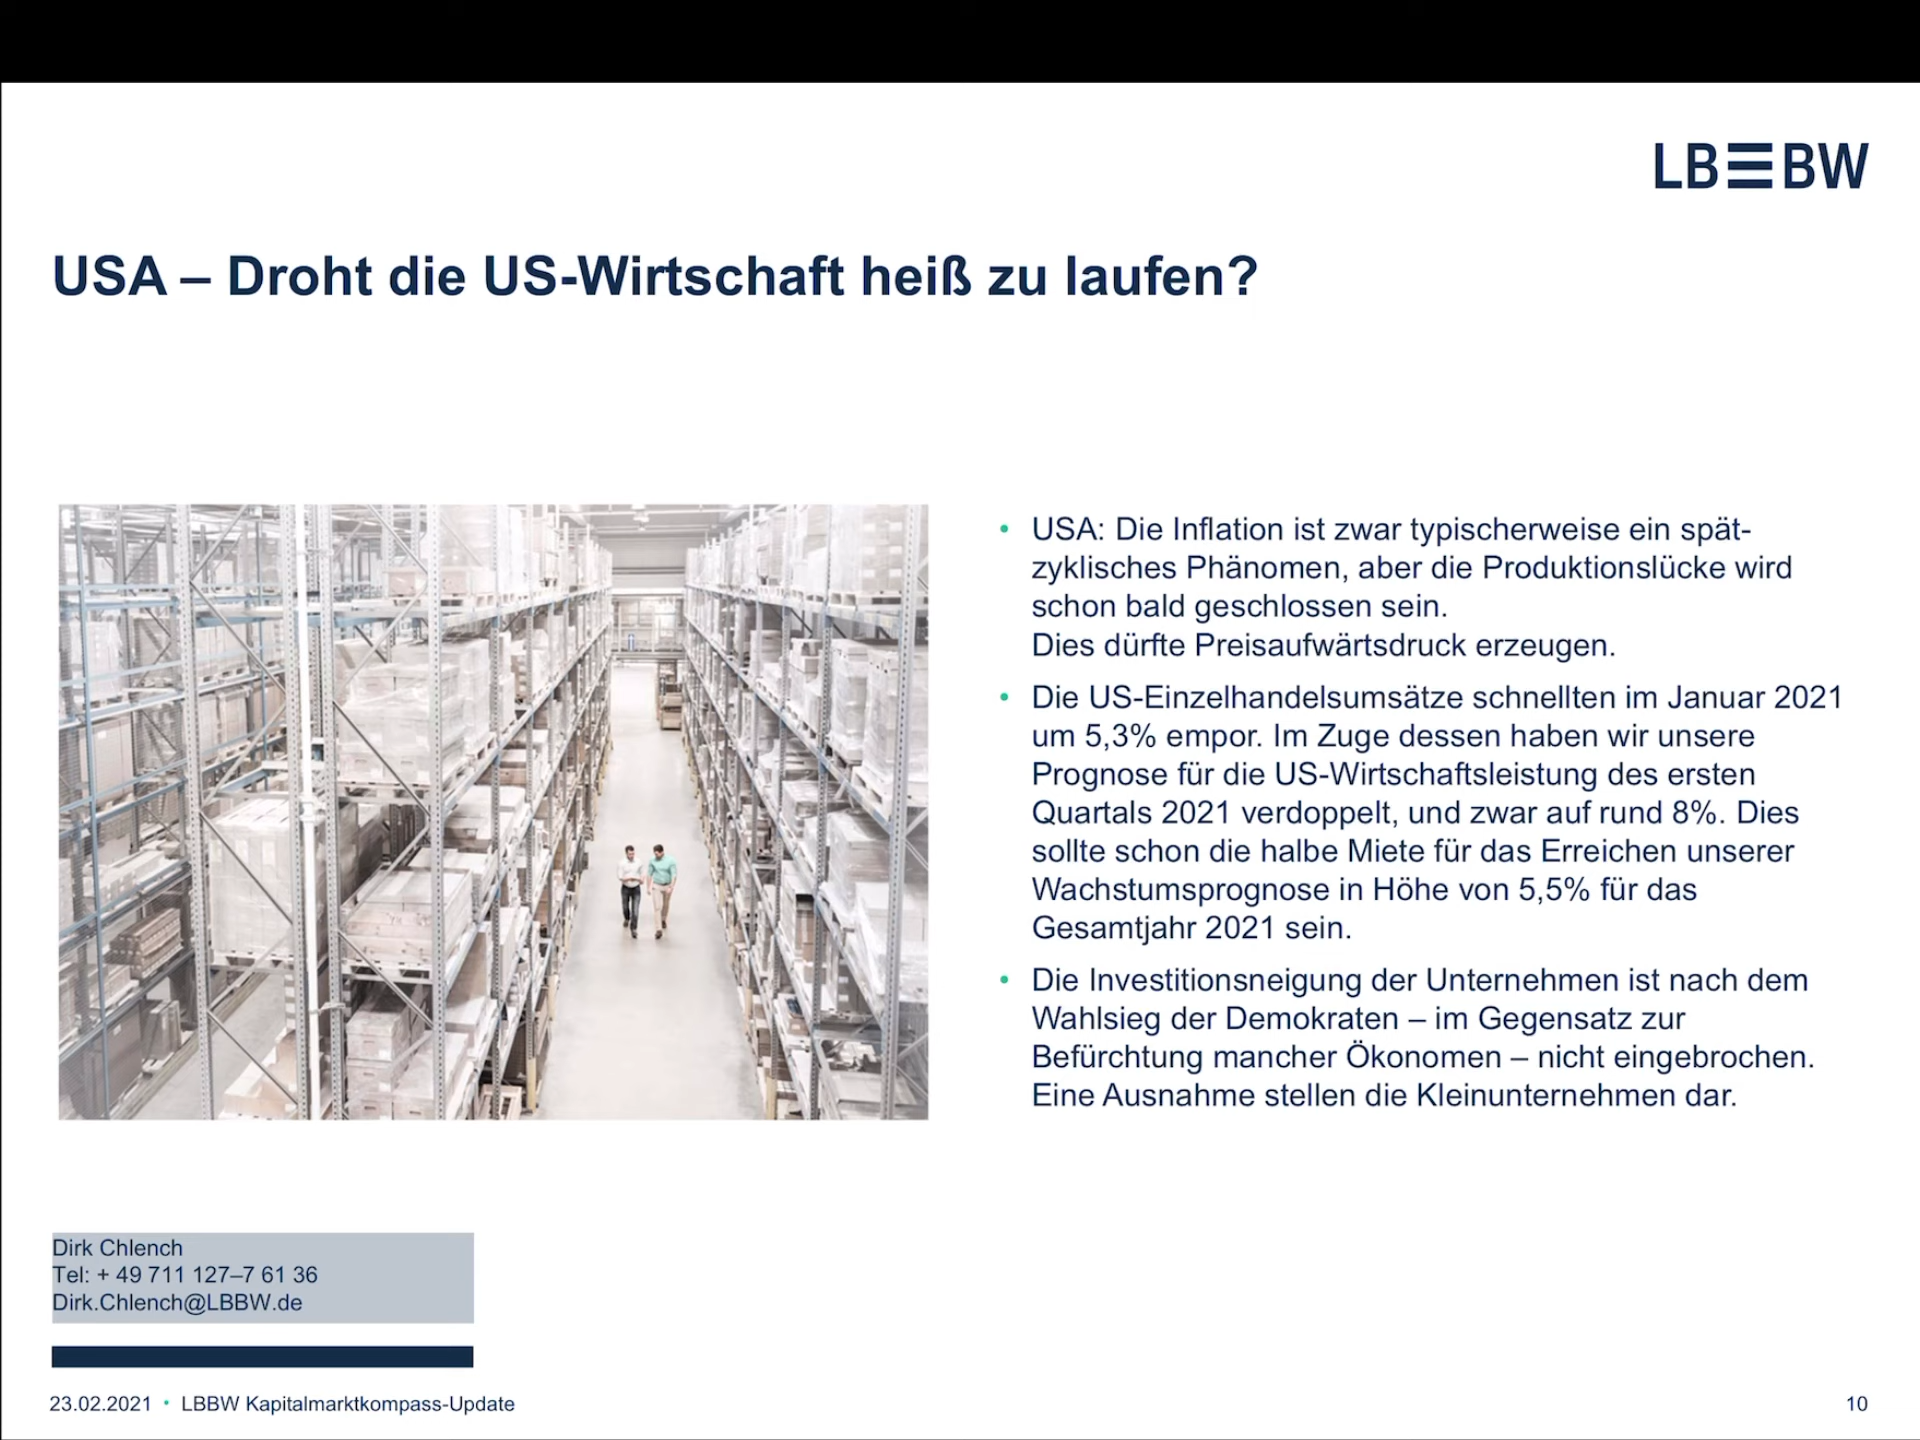 LBBW
USA – Droht die US-Wirtschaft heiß zu laufen?
• USA: Die Inflation ist zwar typischerweise ein spät-
zyklisches Phänomen, aber die Produktionslücke wird
schon bald geschlossen sein.
Dies dürfte Preisaufwärtsdruck erzeugen.
• Die US-Einzelhandelsumsätze schnellten im Januar 2021
um 5,3% empor. Im Zuge dessen haben wir unsere
Prognose für die US-Wirtschaftsleistung des ersten
Quartals 2021 verdoppelt, und zwar auf rund 8%. Dies
sollte schon die halbe Miete für das Erreichen unserer
Wachstumsprognose in Höhe von 5,5% für das
Gesamtjahr 2021 sein.
• Die Investitionsneigung der Unternehmen ist nach dem
Wahlsieg der Demokraten – im Gegensatz zur
Befürchtung mancher Ökonomen – nicht eingebrochen.
Eine Ausnahme stellen die Kleinunternehmen dar.
Dirk Chlench
Tel: + 49 711 127–7 61 36
Dirk.Chlench@LBBW.de
23.02.2021 • LBBW Kapitalmarktkompass-Update
10